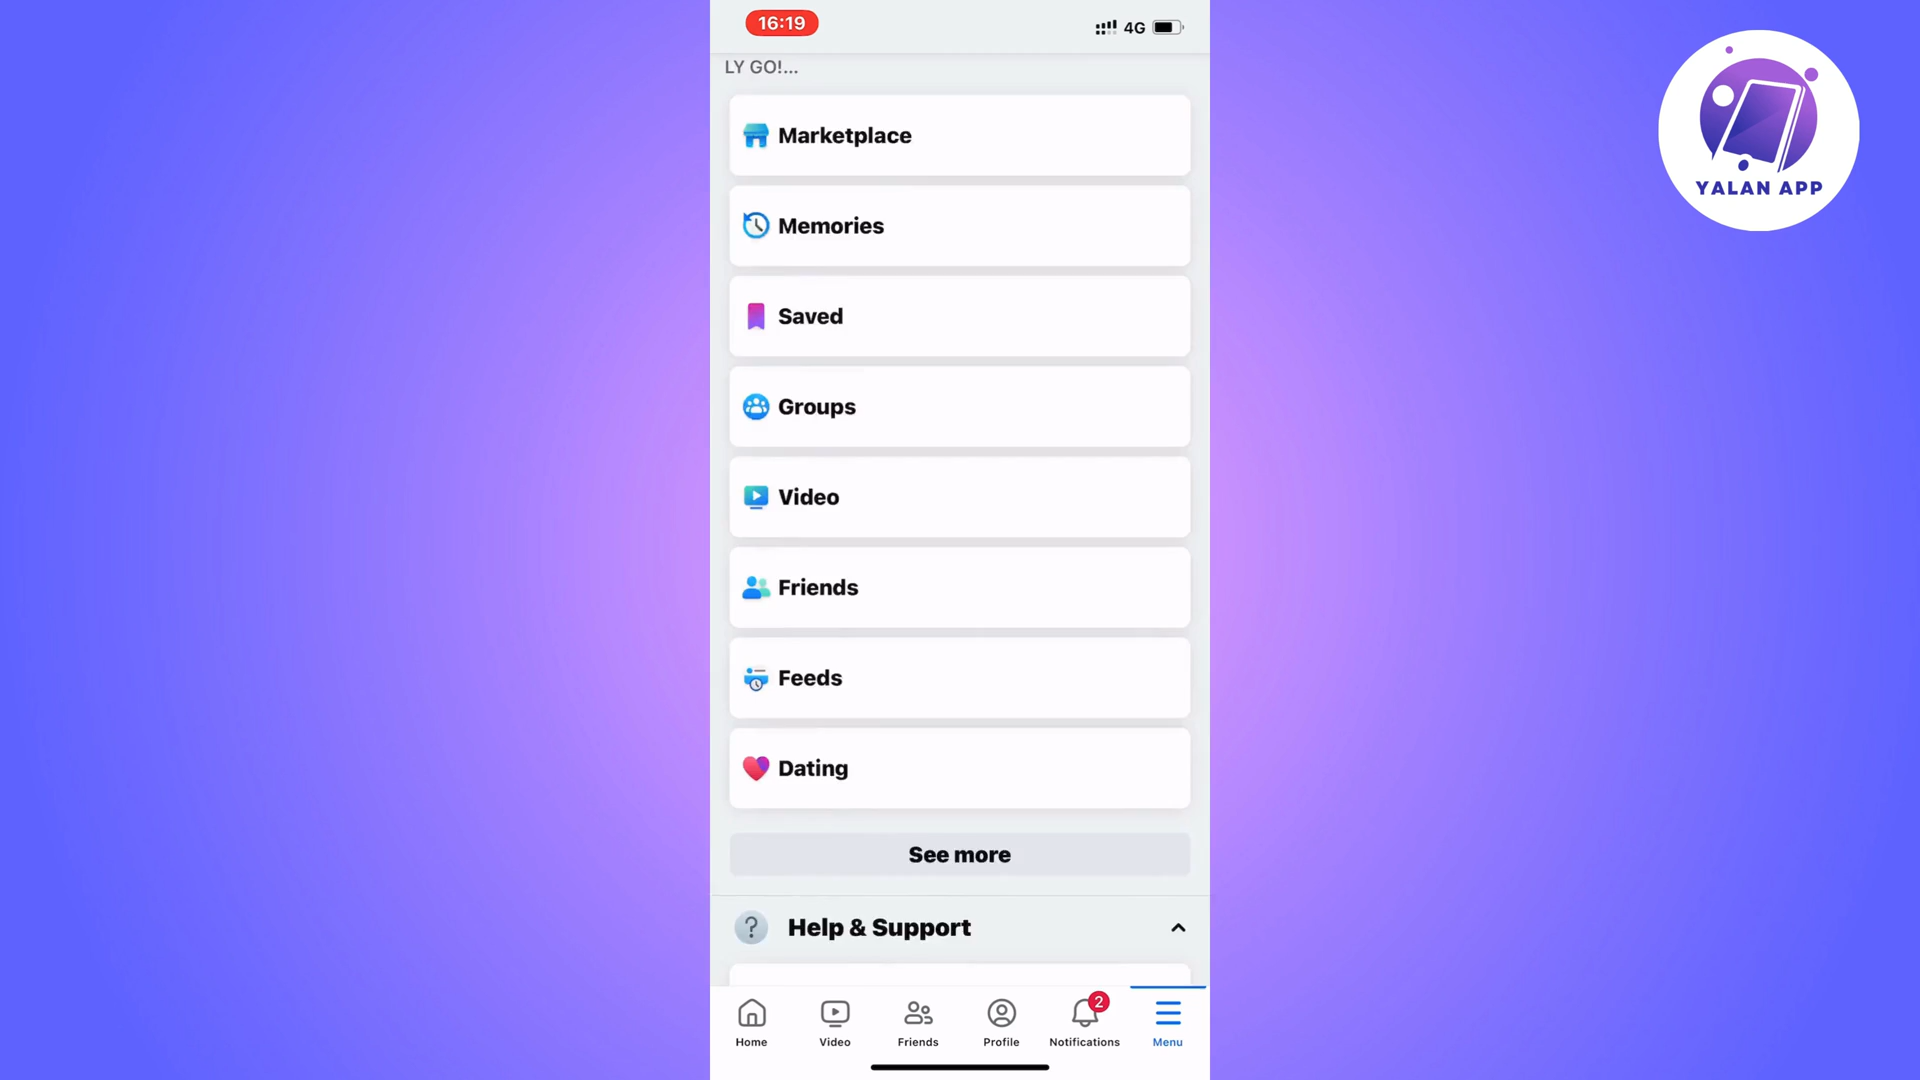 16:19
4G
LY GO!...
Marketplace
Memories
Saved
Groups
Video
Friends
Feeds
Dating
See more
? Help & Support
2
Home Video Friends Profile Notifications Menu
YALAN APP